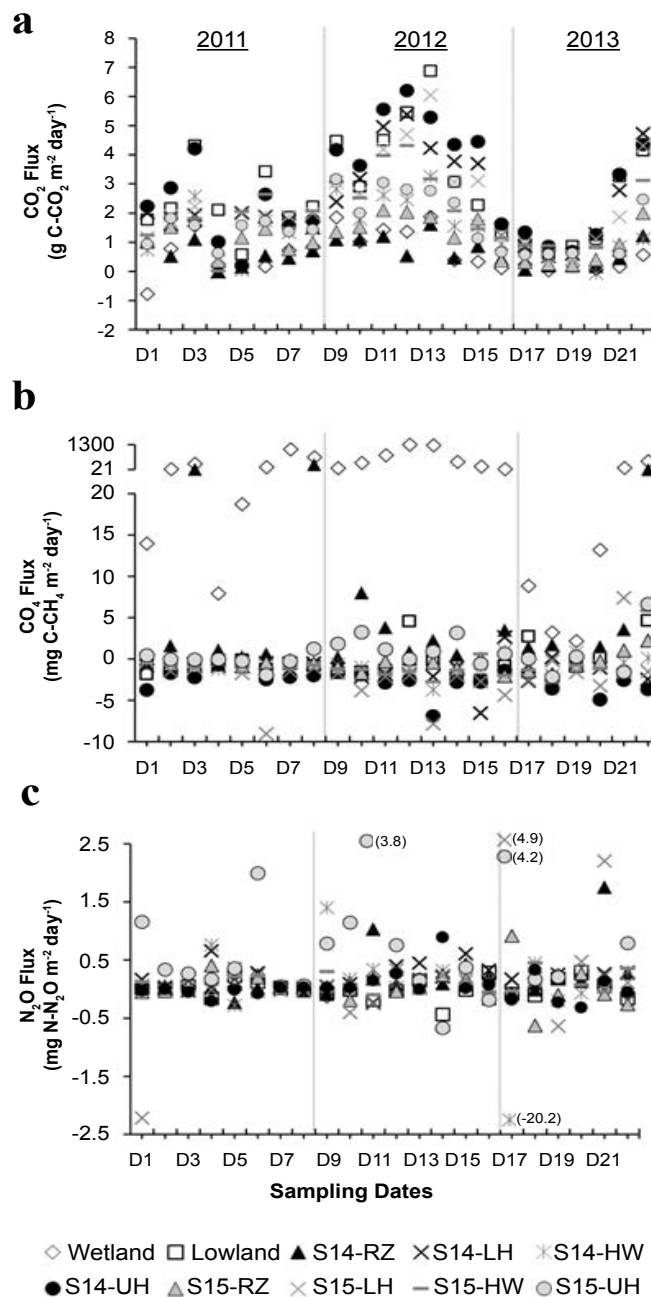 a
2011 2012 2013
CO₂ Flux
(g C-CO₂ m⁻² day⁻¹)
8
7
6
5
4
3
2
1
0
-1
-2
D1 D3 D5 D7 D9 D11 D13 D15 D17 D19 D21
b
CO₄ Flux
(mg C-CH₄ m⁻² day⁻¹)
1300
21
20
15
10
5
0
-5
-10
D1 D3 D5 D7 D9 D11 D13 D15 D17 D19 D21
c
N₂O Flux
(mg N-N₂O m⁻² day⁻¹)
2.5
1.5
0.5
-0.5
-1.5
-2.5
(3.8)
(4.9)
(4.2)
(-20.2)
D1 D3 D5 D7 D9 D11 D13 D15 D17 D19 D21
Sampling Dates
Wetland Lowland S14-RZ S14-LH S14-HW
S14-UH S15-RZ S15-LH S15-HW S15-UH